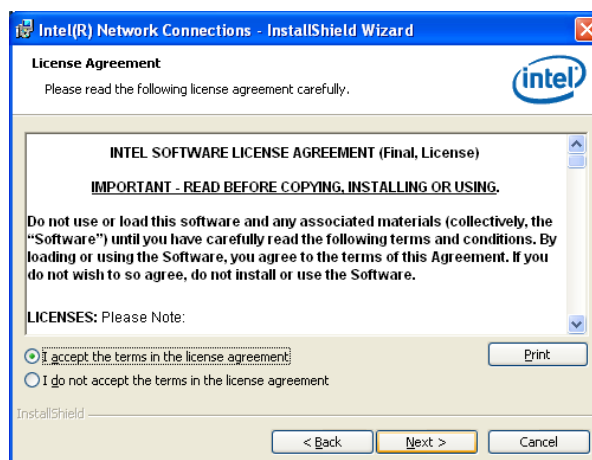 Intel(R) Network Connections - InstallShield Wizard
License Agreement
Please read the following license agreement carefully.
intel
INTEL SOFTWARE LICENSE AGREEMENT (Final, License)
IMPORTANT - READ BEFORE COPYING, INSTALLING OR USING.
Do not use or load this software and any associated materials (collectively, the
“Software”) until you have carefully read the following terms and conditions. By
loading or using the Software, you agree to the terms of this Agreement. If you
do not wish to so agree, do not install or use the Software.
LICENSES: Please Note:
I accept the terms in the license agreement
Print
I do not accept the terms in the license agreement
InstallShield
< Back
Next >
Cancel